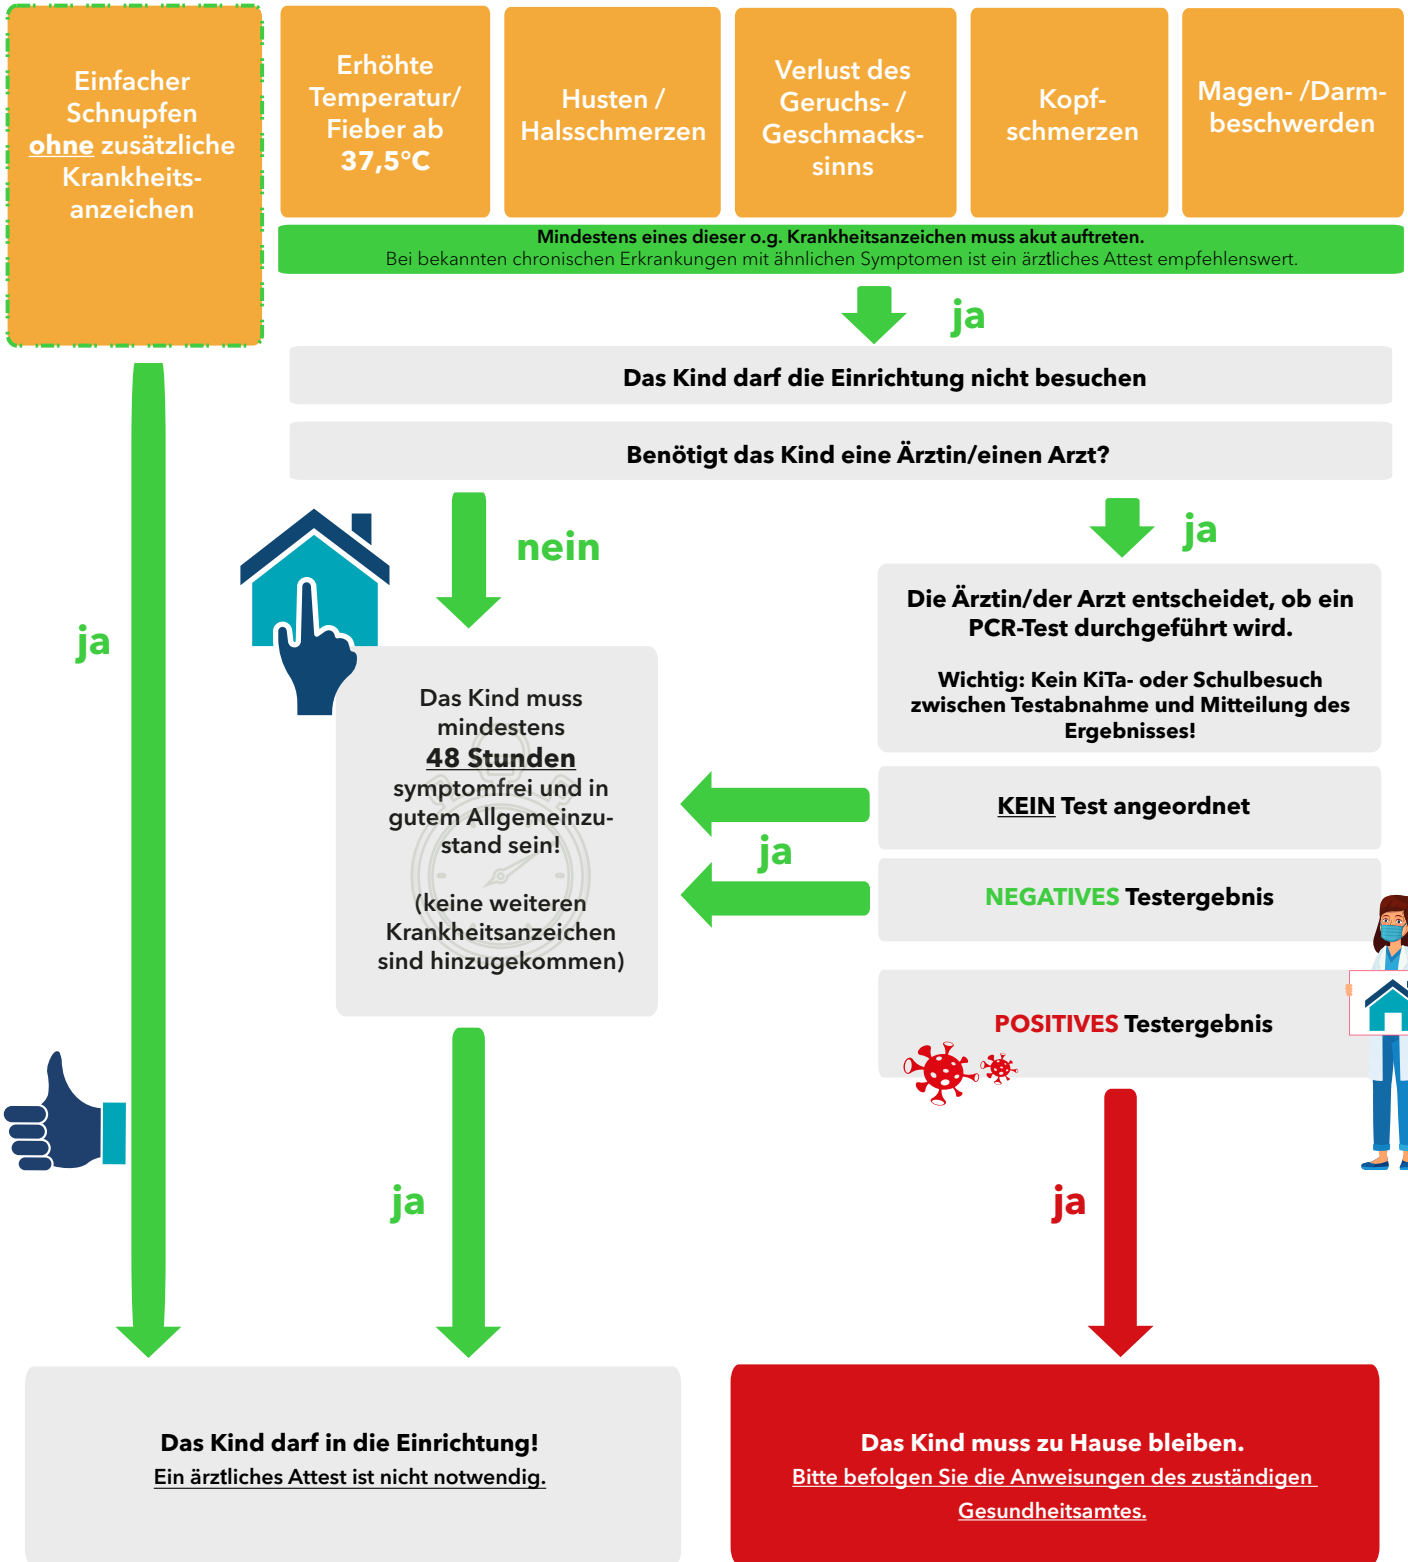 Einfacher
Schnupfen
ohne zusätzliche
Krankheits-
anzeichen
Erhöhte
Temperatur/
Fieber ab
37,5°C
Husten /
Halsschmerzen
Verlust des
Geruchs- /
Geschmacks-
sinns
Kopf-
schmerzen
Magen- /Darm-
beschwerden
Mindestens eines dieser o.g. Krankheitsanzeichen muss akut auftreten.
Bei bekannten chronischen Erkrankungen mit ähnlichen Symptomen ist ein ärztliches Attest empfehlenswert.
ja
Das Kind darf die Einrichtung nicht besuchen
Benötigt das Kind eine Ärztin/einen Arzt?
nein
ja
ja
Die Ärztin/der Arzt entscheidet, ob ein
PCR-Test durchgeführt wird.
Wichtig: Kein KiTa- oder Schulbesuch
zwischen Testabnahme und Mitteilung des
Ergebnisses!
Das Kind muss
mindestens
48 Stunden
symptomfrei und in
gutem Allgemeinzu-
stand sein!
(keine weiteren
Krankheitsanzeichen
sind hinzugekommen)
KEIN Test angeordnet
ja
NEGATIVES Testergebnis
POSITIVES Testergebnis
ja
ja
Das Kind darf in die Einrichtung!
Ein ärztliches Attest ist nicht notwendig.
Das Kind muss zu Hause bleiben.
Bitte befolgen Sie die Anweisungen des zuständigen
Gesundheitsamtes.